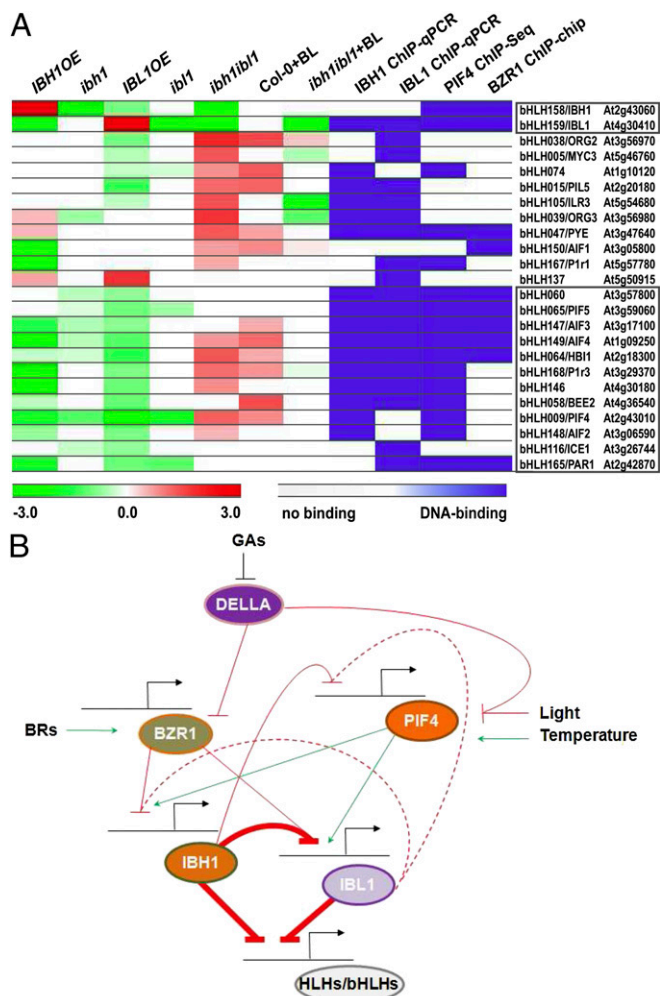 A
IBH1OE
ibh1
IBL1OE
ibl1
ibh1ibl1
Col-0+BL
ibh1ibl1+BL
IBH1 ChIP-qPCR
IBL1 ChIP-qPCR
PIF4 ChIP-Seq
BZR1 ChIP-chip
bHLH158/IBH1 At2g43060
bHLH159/IBL1 At4g30410
bHLH038/ORG2 At3g56970
bHLH005/MYC3 At5g46760
bHLH074 At1g10120
bHLH015/PIL5 At2g20180
bHLH105/ILR3 At5g54680
bHLH039/ORG3 At3g56980
bHLH047/PYE At3g47640
bHLH150/AIF1 At3g05800
bHLH167/P1r1 At5g57780
bHLH137 At5g50915
bHLH060 At3g57800
bHLH065/PIF5 At3g59060
bHLH147/AIF3 At3g17100
bHLH149/AIF4 At1g09250
bHLH064/HBI1 At2g18300
bHLH168/P1r3 At3g29370
bHLH146 At4g30180
bHLH058/BEE2 At4g36540
bHLH009/PIF4 At2g43010
bHLH148/AIF2 At3g06590
bHLH116/ICE1 At3g26744
bHLH165/PAR1 At2g42870
-3.0 0.0 3.0 no binding DNA-binding
B
GAs
DELLA
BRs
BZR1
PIF4
Light
Temperature
IBH1
IBL1
HLHs/bHLHs